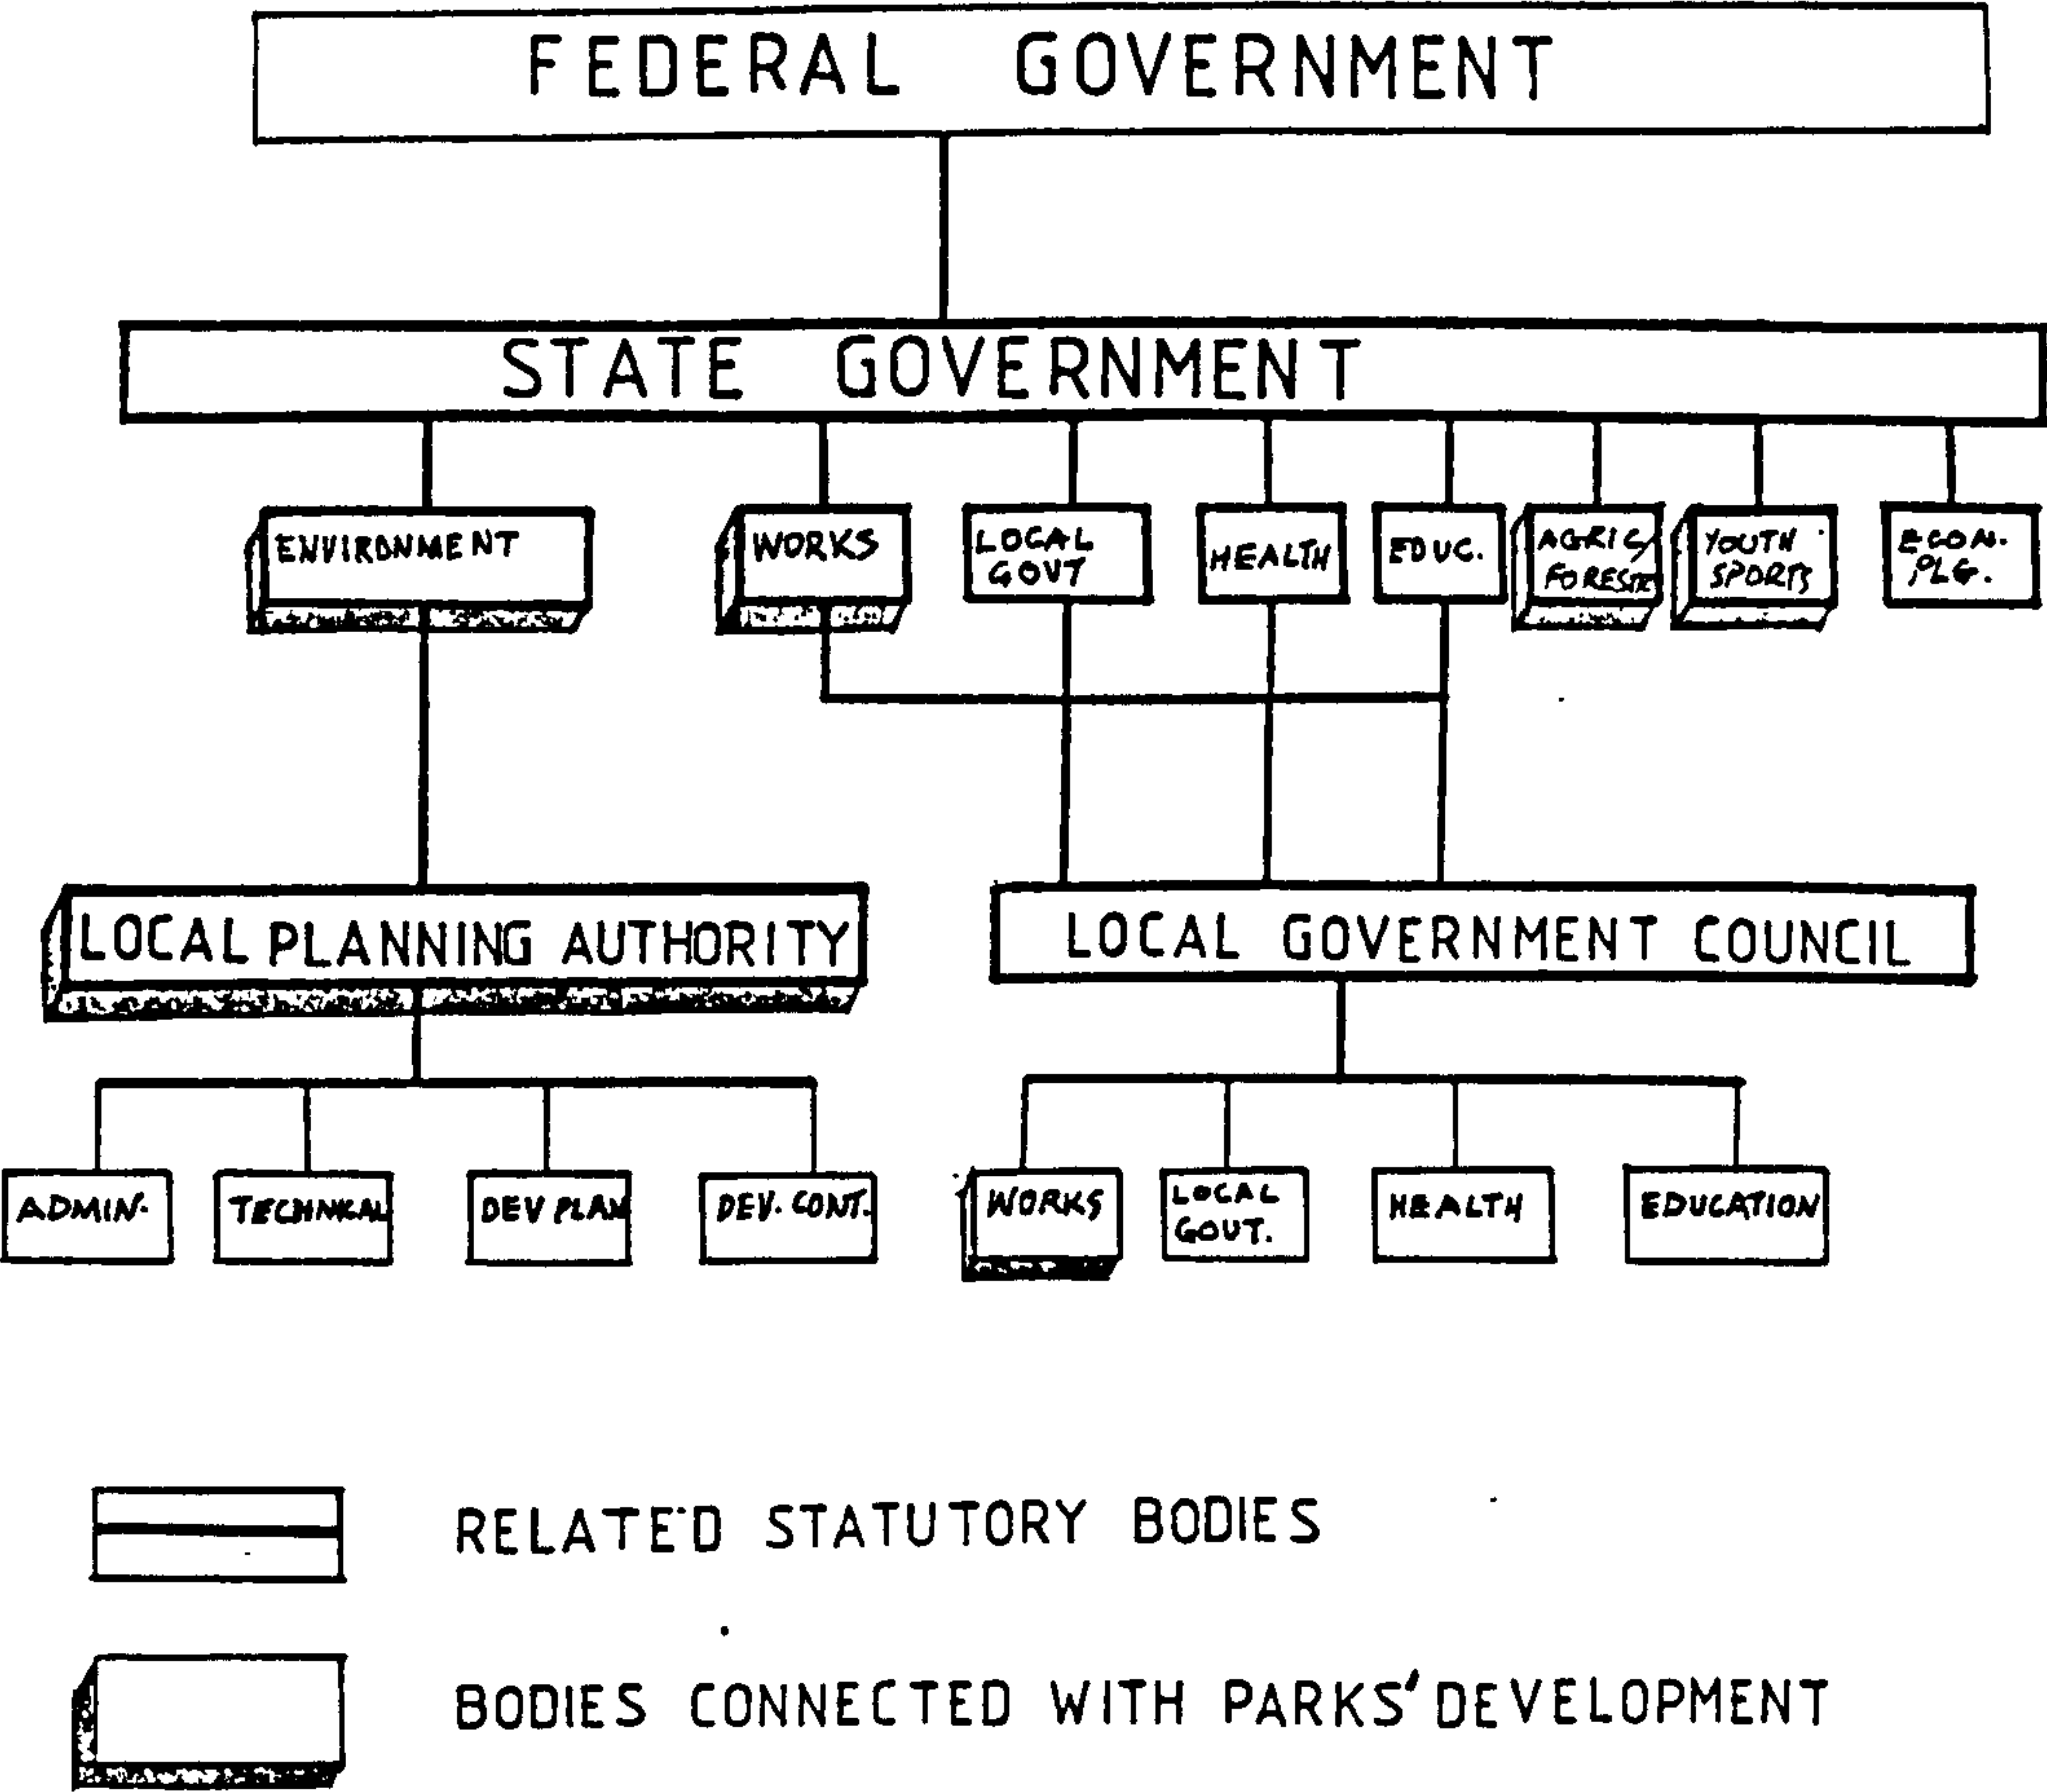 FEDERAL GOVERNMENT
STATE GOVERNMENT
ENVIRONMENT
WORKS
LOCAL
GOVT
HEALTH
EDUC.
AGRIC/
FORESTR
YOUTH
SPORTS
ECON.
PLG.
LOCAL PLANNING AUTHORITY
LOCAL GOVERNMENT COUNCIL
ADMIN.
TECHNICAL
DEV PLAN
DEV. CONT.
WORKS
LOCAL
GOVT.
HEALTH
EDUCATION
RELATED STATUTORY BODIES
BODIES CONNECTED WITH PARKS' DEVELOPMENT